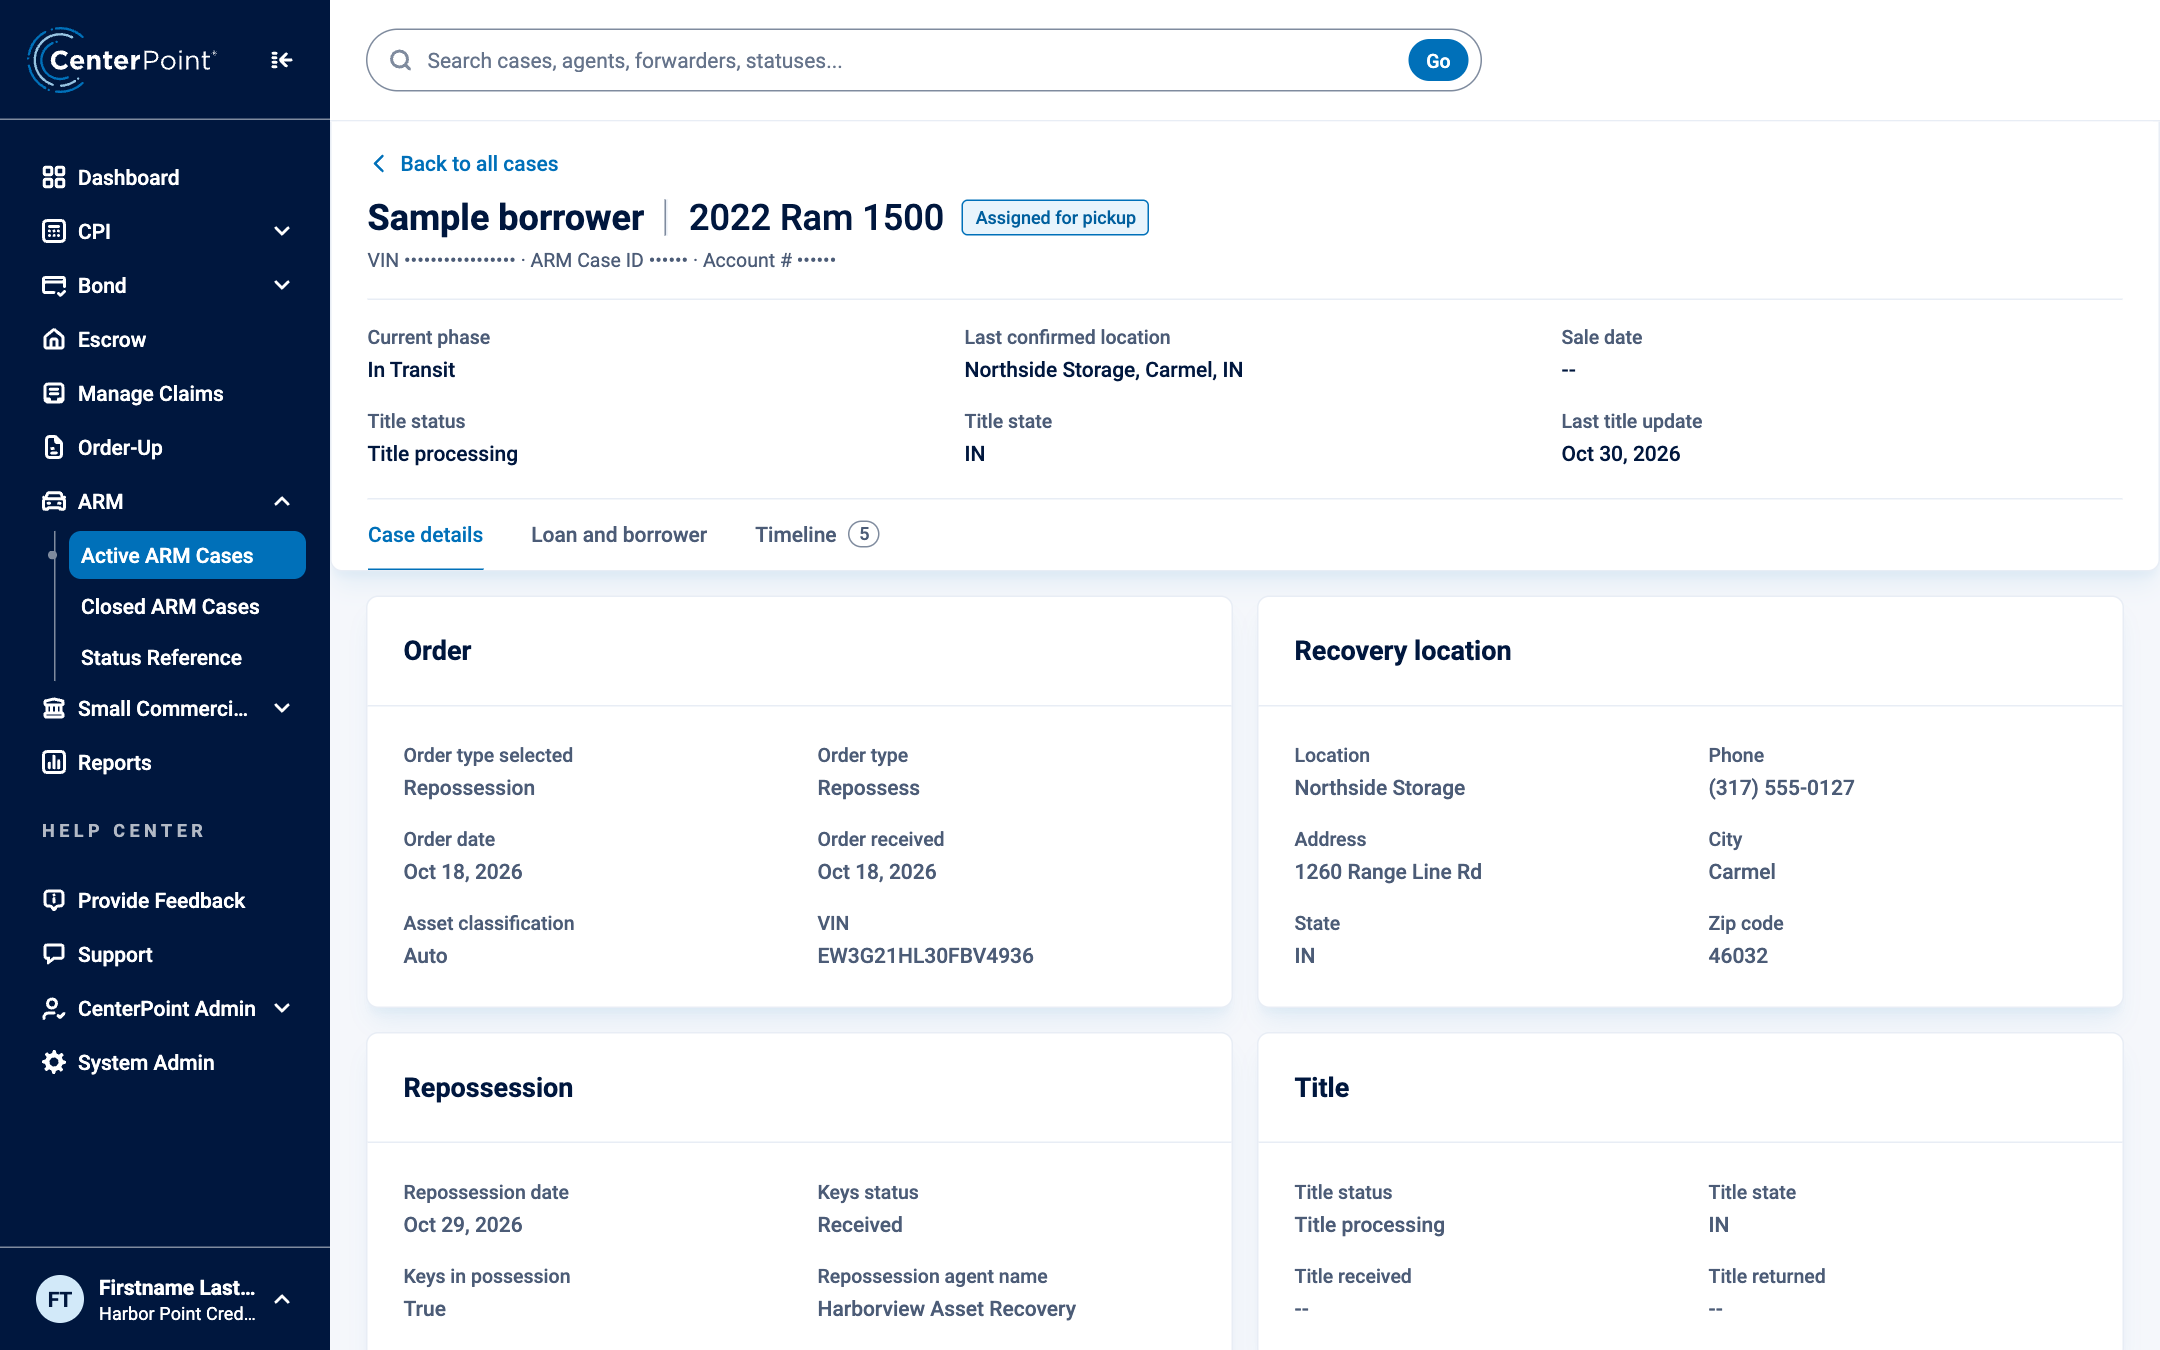 CenterPoint
Dashboard
CPI
Bond
Escrow
Manage Claims
Order-Up
ARM
Active ARM Cases
Closed ARM Cases
Status Reference
Small Commerci...
Reports
HELP CENTER
Provide Feedback
Support
CenterPoint Admin
System Admin
FT
Firstname Last...
Harbor Point Cred...
Search cases, agents, forwarders, statuses...
Go
Back to all cases
Sample borrower | 2022 Ram 1500 Assigned for pickup
VIN ••••••••••••••••• · ARM Case ID •••••• · Account # ••••••
Current phase
In Transit
Last confirmed location
Northside Storage, Carmel, IN
Sale date
--
Title status
Title processing
Title state
IN
Last title update
Oct 30, 2026
Case details
Loan and borrower
Timeline 5
Order
Order type selected
Repossession
Order type
Repossess
Order date
Oct 18, 2026
Order received
Oct 18, 2026
Asset classification
Auto
VIN
EW3G21HL30FBV4936
Recovery location
Location
Northside Storage
Phone
(317) 555-0127
Address
1260 Range Line Rd
City
Carmel
State
IN
Zip code
46032
Repossession
Repossession date
Oct 29, 2026
Keys status
Received
Keys in possession
True
Repossession agent name
Harborview Asset Recovery
Title
Title status
Title processing
Title state
IN
Title received
--
Title returned
--